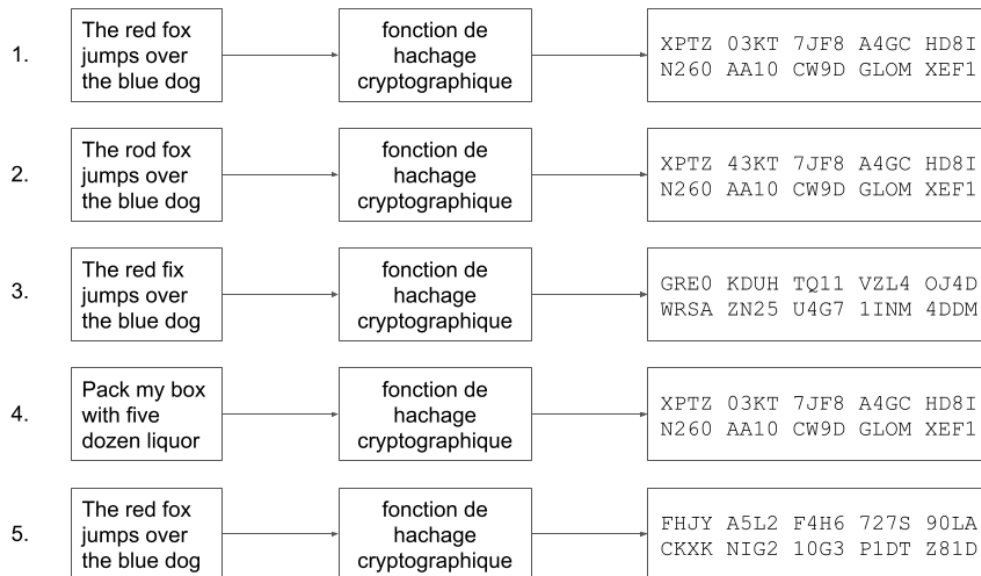 1.
The red fox
jumps over
the blue dog
fonction de
hachage
cryptographique
XPTZ 03KT 7JF8 A4GC HD8I
N260 AA10 CW9D GLOM XEF1
2.
The rod fox
jumps over
the blue dog
fonction de
hachage
cryptographique
XPTZ 43KT 7JF8 A4GC HD8I
N260 AA10 CW9D GLOM XEF1
3.
The red fix
jumps over
the blue dog
fonction de
hachage
cryptographique
GRE0 KDUH TQ11 VZL4 OJ4D
WRSA ZN25 U4G7 1INM 4DDM
4.
Pack my box
with five
dozen liquor
fonction de
hachage
cryptographique
XPTZ 03KT 7JF8 A4GC HD8I
N260 AA10 CW9D GLOM XEF1
5.
The red fox
jumps over
the blue dog
fonction de
hachage
cryptographique
FHJY A5L2 F4H6 727S 90LA
CKXK NIG2 10G3 P1DT Z81D